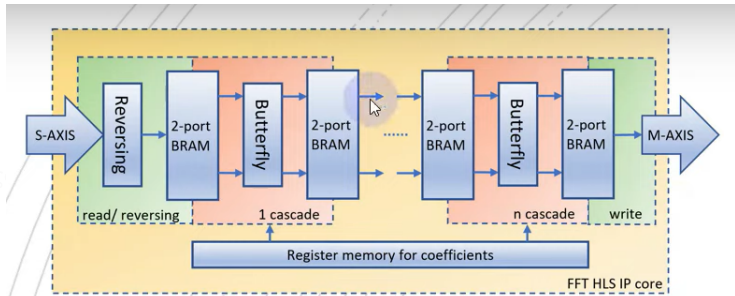 S-AXIS
Reversing
2-port
BRAM
Butterfly
2-port
BRAM
......
2-port
BRAM
Butterfly
2-port
BRAM
M-AXIS
read/ reversing
1 cascade
n cascade
write
Register memory for coefficients
FFT HLS IP core